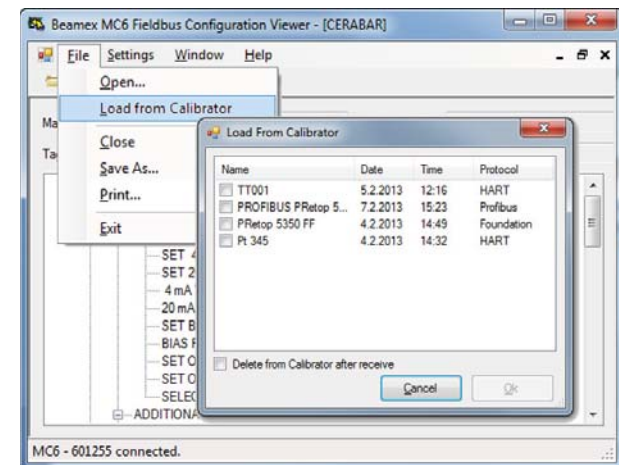 Beamex MC6 Fieldbus Configuration Viewer - [CERABAR]
File Settings Window Help
Open...
Load from Calibrator
Close
Save As...
Print...
Exit
Ma
Ta
Load From Calibrator
Name Date Time Protocol
TT001 5.2.2013 12:16 HART
PROFIBUS PRetop 5... 7.2.2013 15:23 Profibus
PRetop 5350 FF 4.2.2013 14:49 Foundation
Pt 345 4.2.2013 14:32 HART
Delete from Calibrator after receive
Cancel Ok
SET 4
SET 2
4 mA
20 mA
SET B
BIAS F
SET O
SET O
SELEC
ADDITIONA
MC6 - 601255 connected.